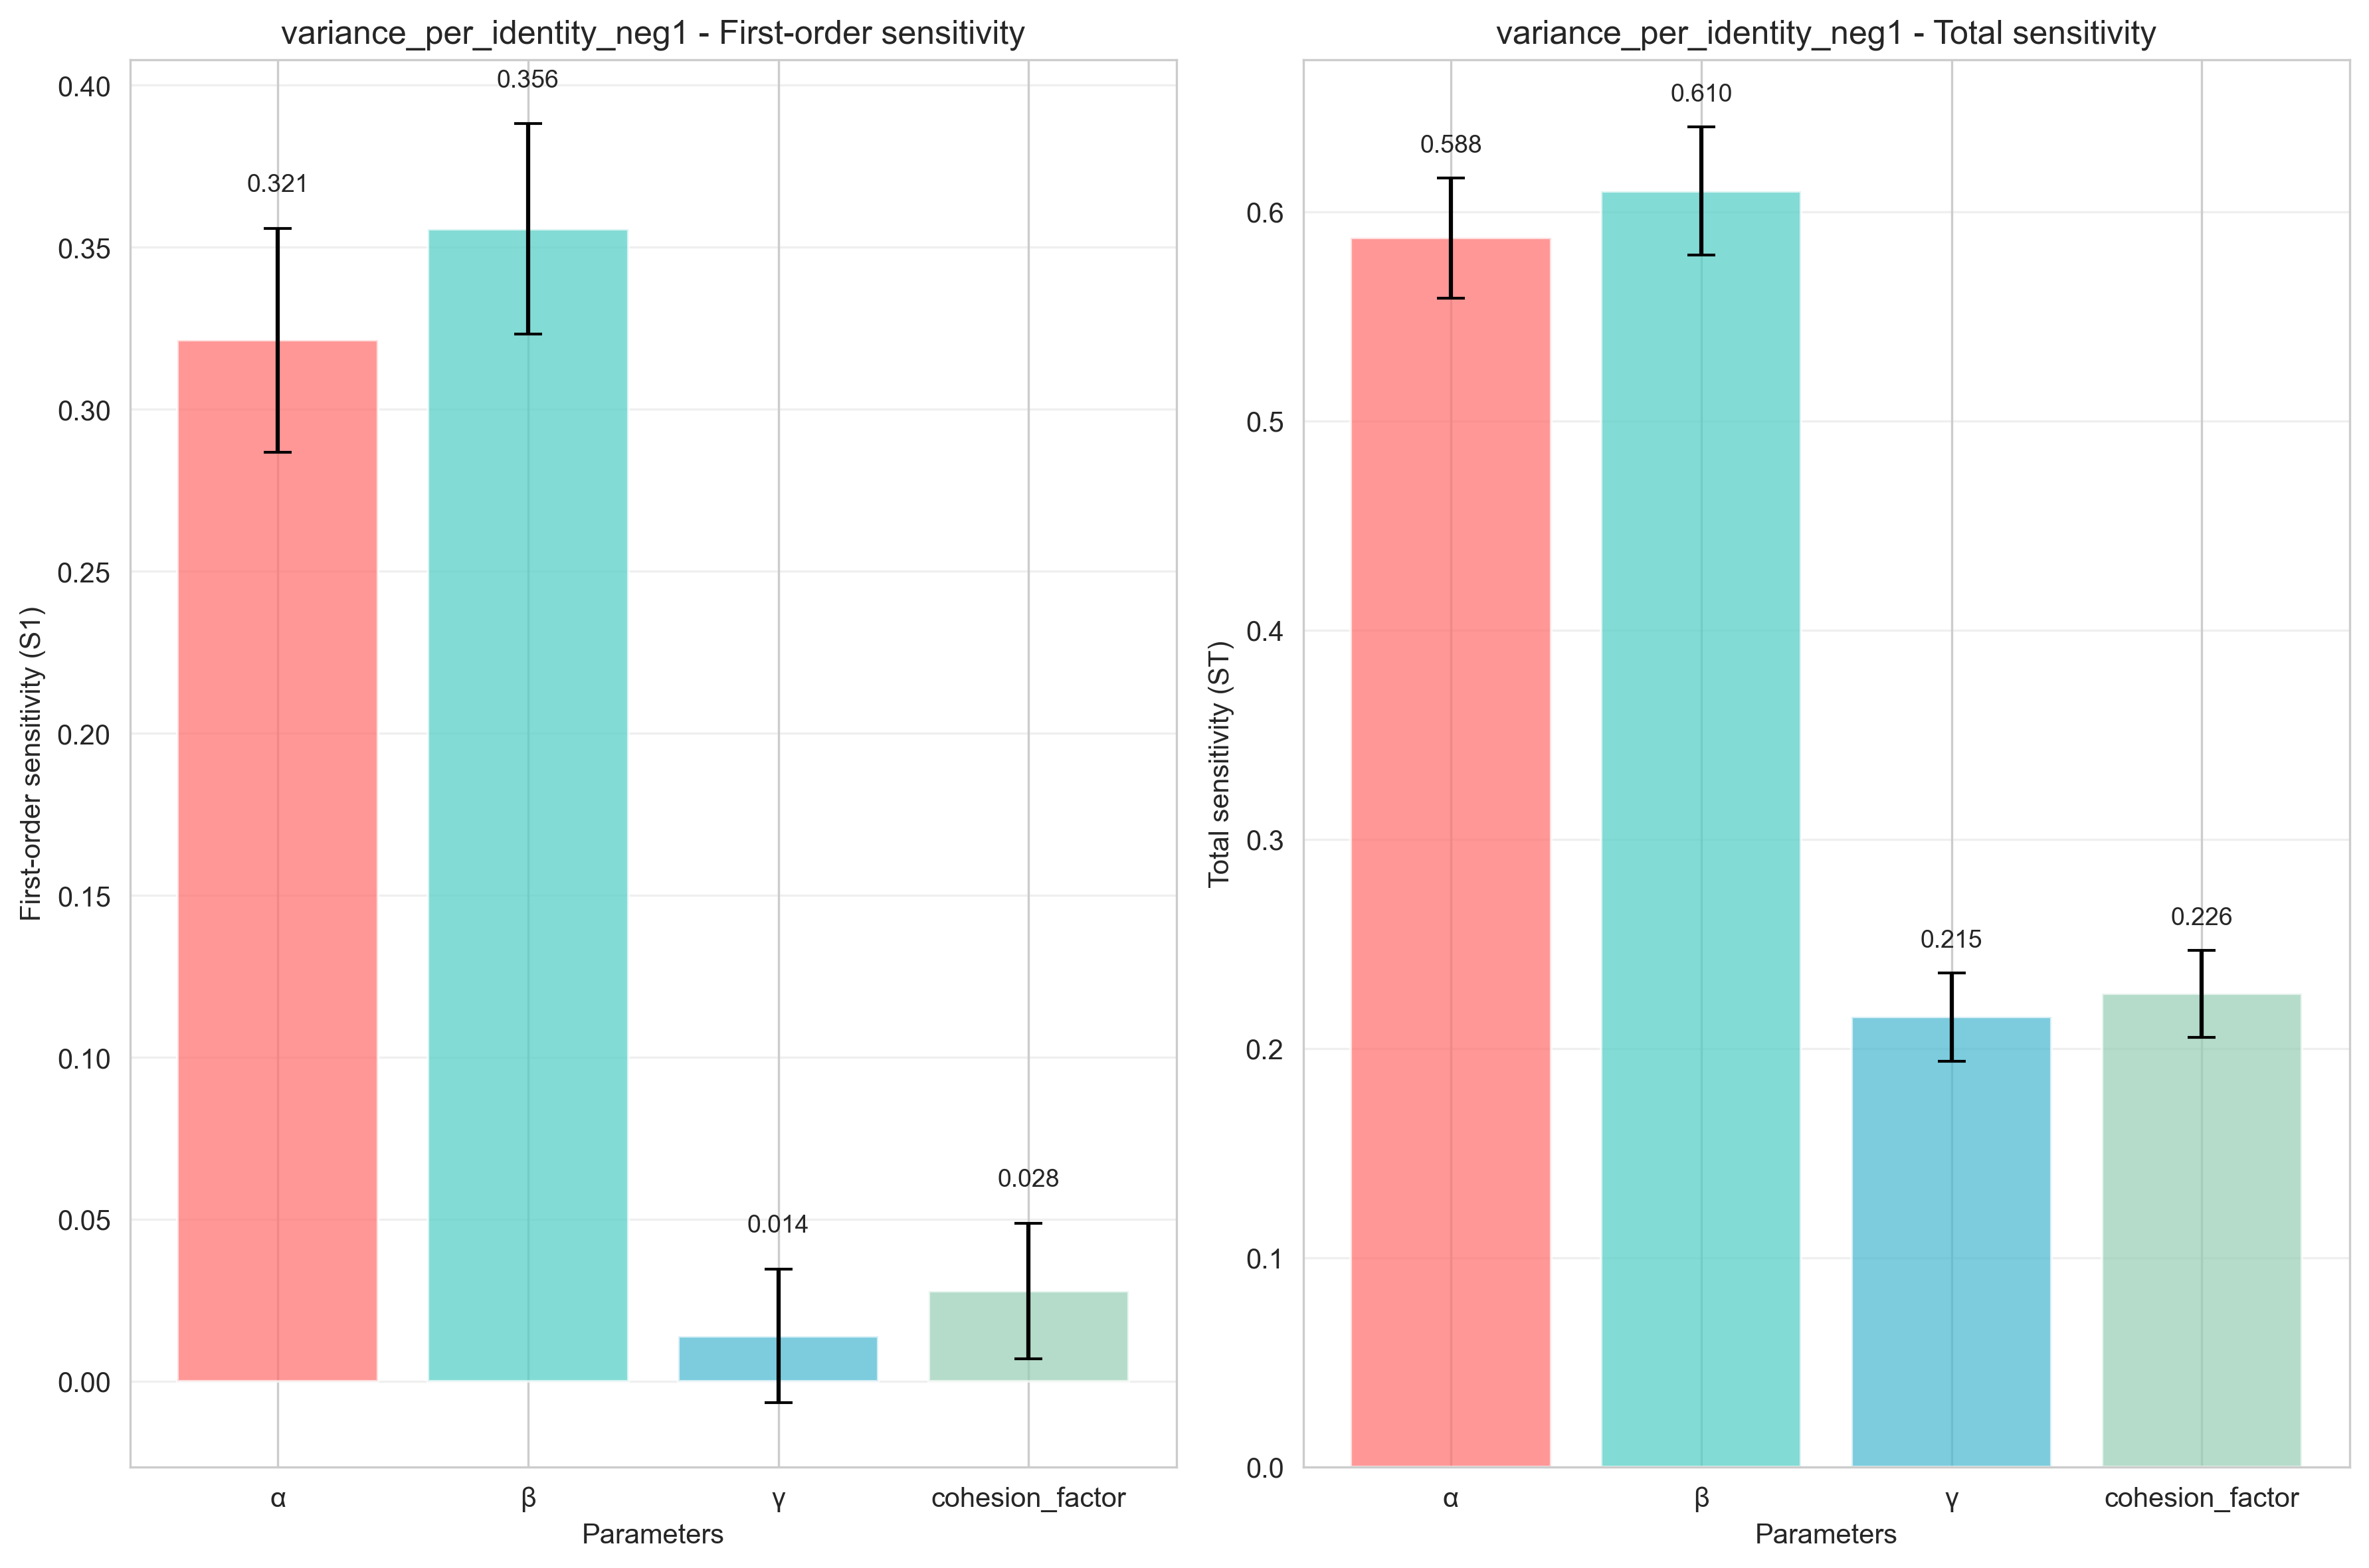 variance_per_identity_neg1 - First-order sensitivity
0.40
0.35
0.30
0.25
0.20
0.15
0.10
0.05
0.00
First-order sensitivity (S1)
0.321
0.356
0.014
0.028
α
β
γ
cohesion_factor
Parameters
variance_per_identity_neg1 - Total sensitivity
0.6
0.5
0.4
0.3
0.2
0.1
0.0
Total sensitivity (ST)
0.588
0.610
0.215
0.226
α
β
γ
cohesion_factor
Parameters